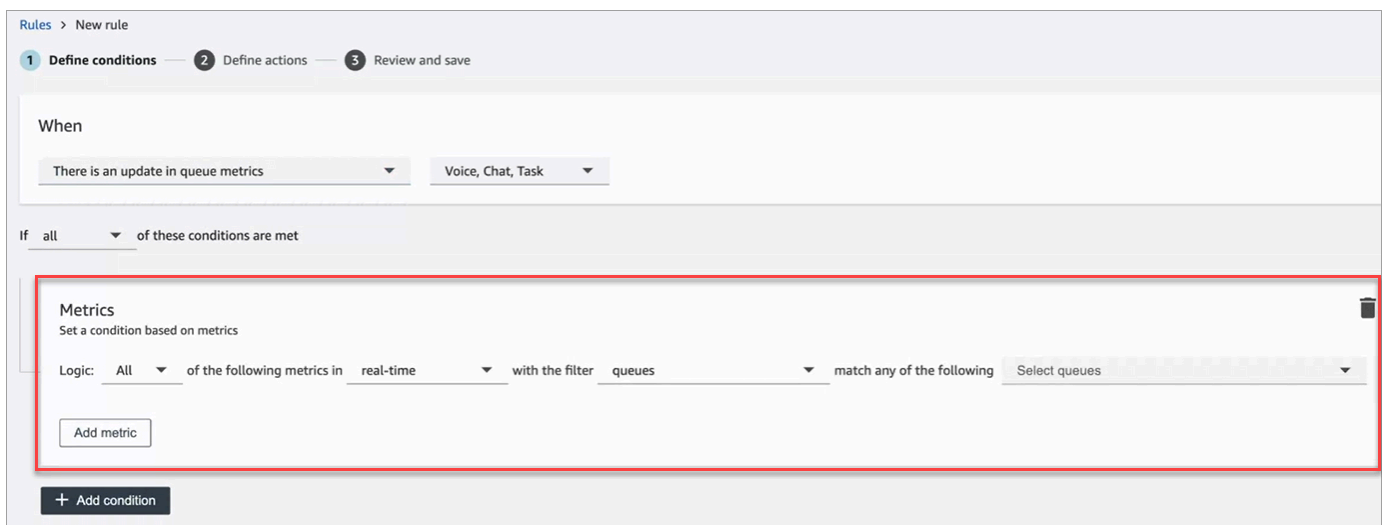 Rules > New rule
1 Define conditions 2 Define actions 3 Review and save
When
There is an update in queue metrics Voice, Chat, Task
If all of these conditions are met
Metrics
Set a condition based on metrics
Logic: All of the following metrics in real-time with the filter queues match any of the following Select queues
Add metric
+ Add condition